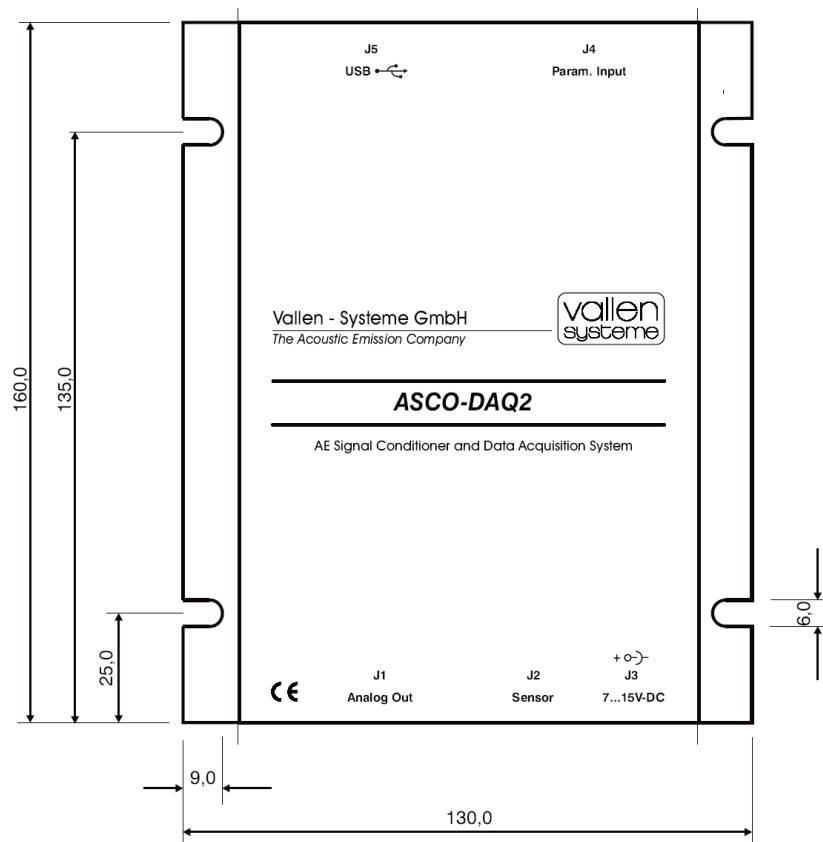 J5
J4
USB
Param. Input
160,0
135,0
Vallen - Systeme GmbH
The Acoustic Emission Company
vallen
systeme
ASCO-DAQ2
AE Signal Conditioner and Data Acquisition System
6,0
25,0
CE
J1
J2
+ -
J3
Analog Out
Sensor
7...15V-DC
9,0
130,0